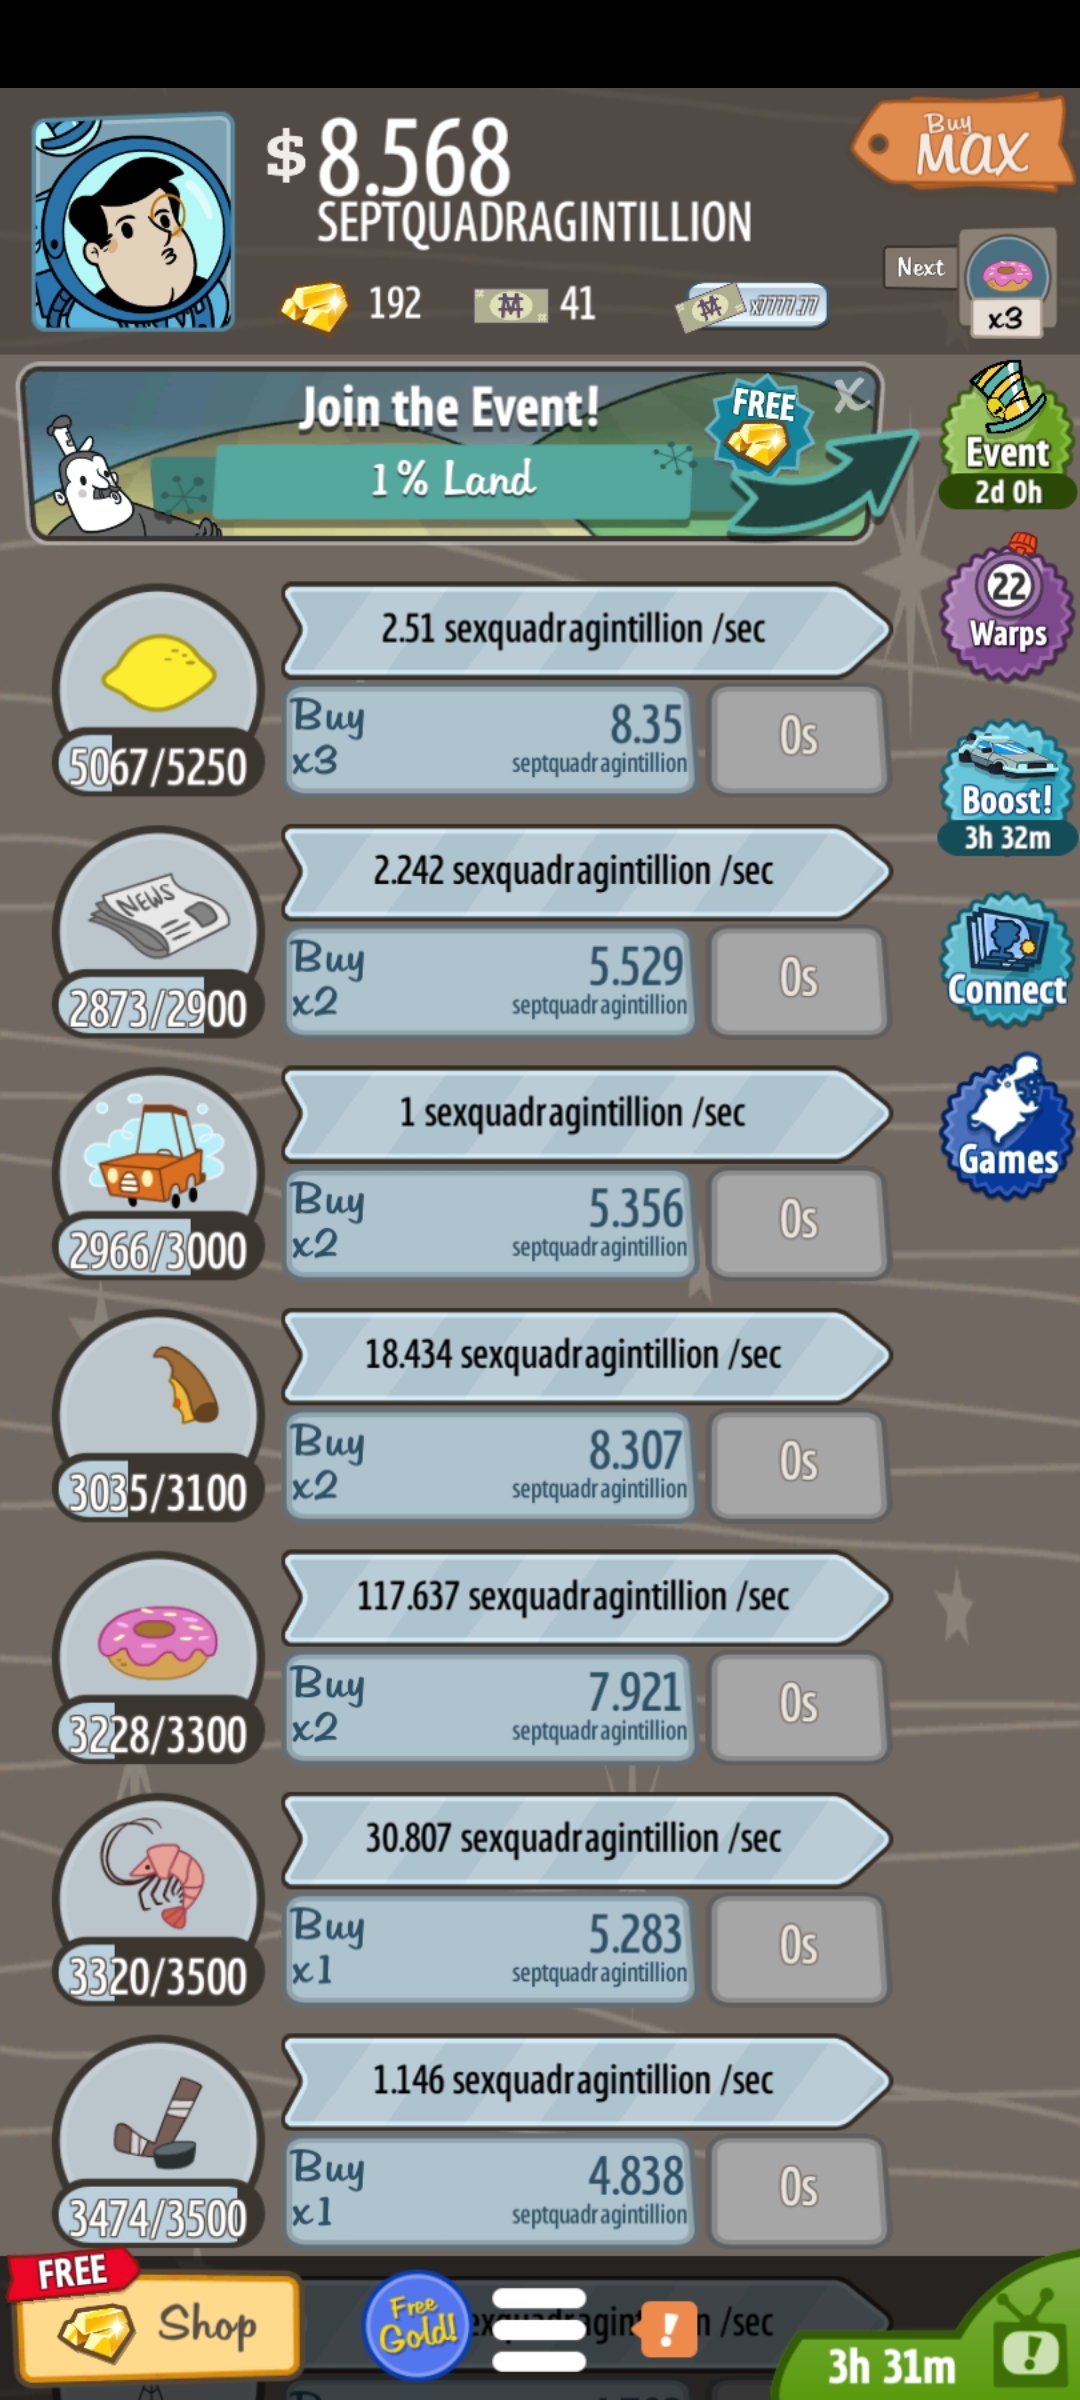 $ 8.568
SEPTQUADRAGINTILLION
Buy
MAX
192
41
x7777.77
Next
x3
Join the Event!
1% Land
FREE
X
Event
2d 0h
22
Warps
Boost!
3h 32m
Connect
Games
2.51 sexquadragintillion /sec
5067/5250
Buy
x3
8.35
septquadragintillion
0s
NEWS
2.242 sexquadragintillion /sec
2873/2900
Buy
x2
5.529
septquadragintillion
0s
1 sexquadragintillion /sec
2966/3000
Buy
x2
5.356
septquadragintillion
0s
18.434 sexquadragintillion /sec
3035/3100
Buy
x2
8.307
septquadragintillion
0s
117.637 sexquadragintillion /sec
3228/3300
Buy
x2
7.921
septquadragintillion
0s
30.807 sexquadragintillion /sec
3320/3500
Buy
x1
5.283
septquadragintillion
0s
1.146 sexquadragintillion /sec
3474/3500
Buy
x1
4.838
septquadragintillion
0s
FREE
Shop
Free
Gold!
/sec
!
3h 31m
!